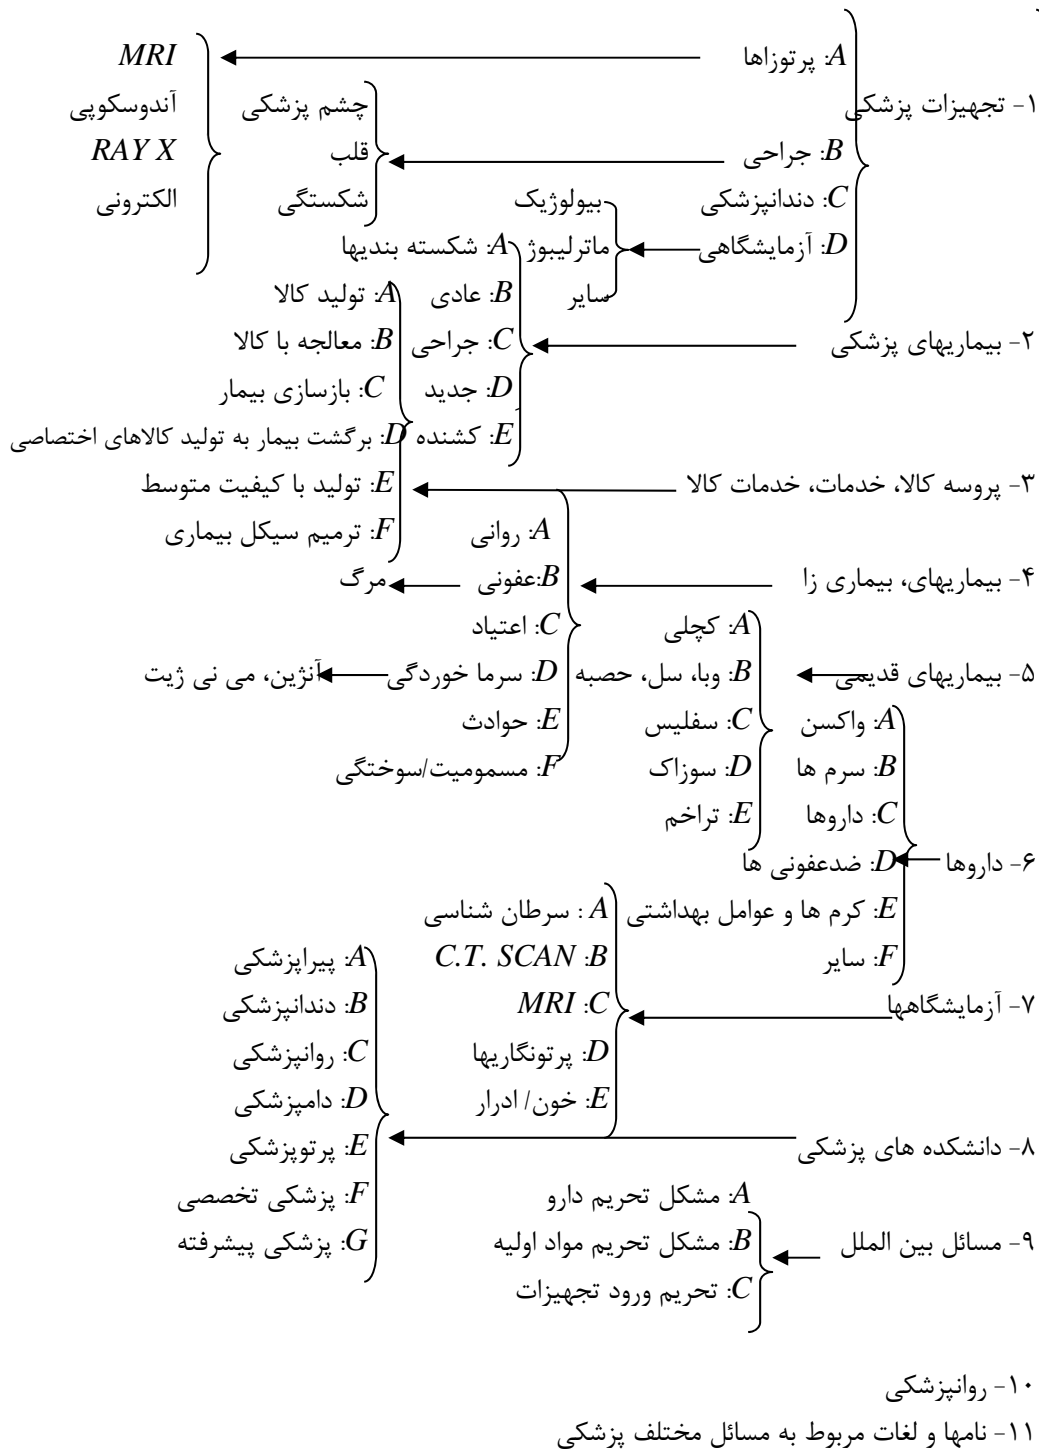 ۱- تجهیزات پزشکی
A: پرتوزاها
MRI
آندوسکوپی
RAY X
الکترونی
B: جراحی
چشم پزشکی
قلب
شکستگی
C: دندانپزشکی
D: آزمایشگاهی
بیولوژیک
ماترلیبوژ
سایر
۲- بیماریهای پزشکی
A: شکسته بندیها
B: عادی
C: جراحی
D: جدید
E: کشنده
۳- پروسه کالا، خدمات، خدمات کالا
A: تولید کالا
B: معالجه با کالا
C: بازسازی بیمار
D: برگشت بیمار به تولید کالاهای اختصاصی
E: تولید با کیفیت متوسط
F: ترمیم سیکل بیماری
۴- بیماریهای، بیماری زا
A: روانی
B:عفونی
مرگ
C: اعتیاد
D: سرما خوردگی
آنژین، می نی ژیت
E: حوادث
F: مسمومیت/سوختگی
۵- بیماریهای قدیمی
A: کچلی
B: وبا، سل، حصبه
C: سفلیس
D: سوزاک
E: تراخم
۶- داروها
A: واکسن
B: سرم ها
C: داروها
D: ضدعفونی ها
E: کرم ها و عوامل بهداشتی
F: سایر
۷- آزمایشگاهها
A : سرطان شناسی
B: C.T. SCAN
C: MRI
D: پرتونگاریها
E: خون/ ادرار
۸- دانشکده های پزشکی
A: پیراپزشکی
B: دندانپزشکی
C: روانپزشکی
D: دامپزشکی
E: پرتوپزشکی
F: پزشکی تخصصی
G: پزشکی پیشرفته
۹- مسائل بین الملل
A: مشکل تحریم دارو
B: مشکل تحریم مواد اولیه
C: تحریم ورود تجهیزات
۱۰- روانپزشکی
۱۱- نامها و لغات مربوط به مسائل مختلف پزشکی